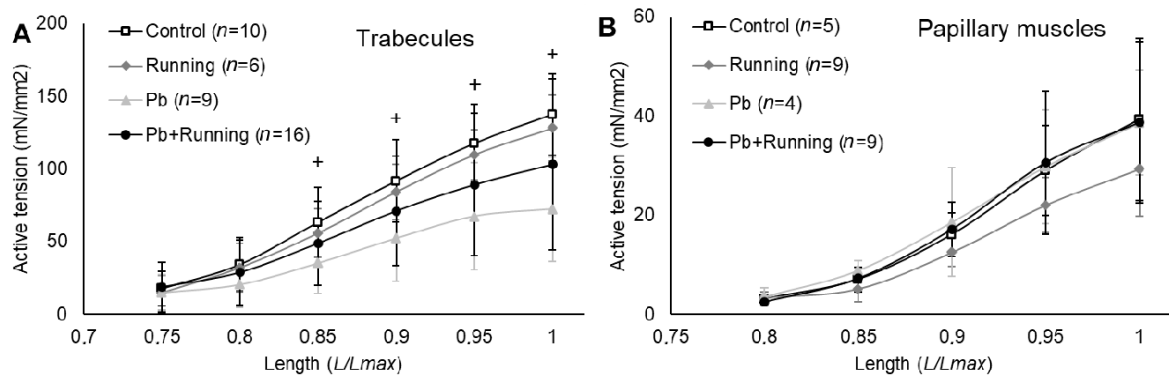 A
Trabecules
Control (n=10)
Running (n=6)
Pb (n=9)
Pb+Running (n=16)
Active tension (mN/mm2)
200
150
100
50
0
0.7
0.75
0.8
0.85
0.9
0.95
1
Length (L/Lmax)
+
+
+
+
B
Papillary muscles
Control (n=5)
Running (n=9)
Pb (n=4)
Pb+Running (n=9)
Active tension (mN/mm2)
60
40
20
0
0.75
0.8
0.85
0.9
0.95
1
Length (L/Lmax)